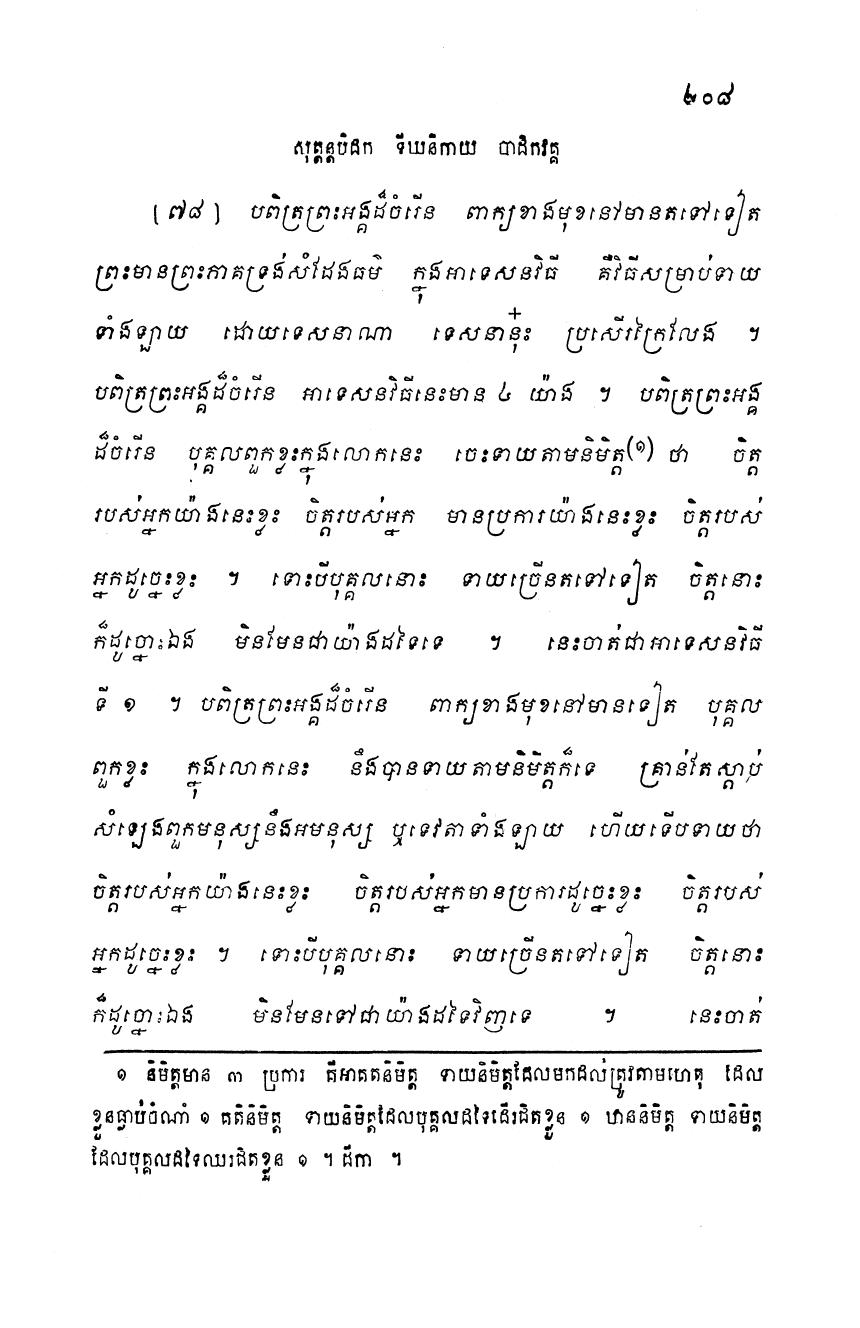 ២០៨
សុត្តន្តបិដក ទីឃនិកាយ បាដិកវគ្គ
[៧៨] បពិត្រព្រះអង្គដ៏ចំរើន ពាក្យខាងមុខនៅមានតទៅទៀត
ព្រះមានព្រះភាគទ្រង់សំដែងធម៌ ក្នុងអាទេសនវិធី គឺវិធីសម្រាប់ទាយ
ទាំងឡាយ ដោយទេសនាណា ទេសនានុ៎ះ ប្រសើរក្រៃលែង ។
បពិត្រព្រះអង្គដ៏ចំរើន អាទេសនវិធីនេះមាន ៤ យ៉ាង ។ បពិត្រព្រះអង្គ
ដ៏ចំរើន បុគ្គលពួកខ្លះក្នុងលោកនេះ ចេះទាយតាមនិមិត្ត(១) ថា ចិត្ត
របស់អ្នកយ៉ាងនេះខ្លះ ចិត្តរបស់អ្នក មានប្រការយ៉ាងនេះខ្លះ ចិត្តរបស់
អ្នកដូច្នេះខ្លះ ។ ទោះបីបុគ្គលនោះ ទាយច្រើនតទៅទៀត ចិត្តនោះ
ក៏ដូច្នោះឯង មិនមែនជាយ៉ាងដទៃទេ ។ នេះចាត់ជាអាទេសនវិធី
ទី ១ ។ បពិត្រព្រះអង្គដ៏ចំរើន ពាក្យខាងមុខនៅមានទៀត បុគ្គល
ពួកខ្លះ ក្នុងលោកនេះ នឹងបានទាយតាមនិមិត្តក៏ទេ គ្រាន់តែស្តាប់
សំឡេងពួកមនុស្សនឹងអមនុស្ស ឬទេវតាទាំងឡាយ ហើយទើបទាយថា
ចិត្តរបស់អ្នកយ៉ាងនេះខ្លះ ចិត្តរបស់អ្នកមានប្រការដូច្នេះខ្លះ ចិត្តរបស់
អ្នកដូច្នេះខ្លះ ។ ទោះបីបុគ្គលនោះ ទាយច្រើនតទៅទៀត ចិត្តនោះ
ក៏ដូច្នោះឯង មិនមែនទៅជាយ៉ាងដទៃវិញទេ ។ នេះចាត់
១ និមិត្តមាន ៣ ប្រការ គឺអាគតនិមិត្ត ទាយនិមិត្តដែលមកដល់ត្រូវតាមហេតុ ដែល
ខ្លួនធ្លាប់ចំណាំ ១ គតិនិមិត្ត ទាយនិមិត្តដែលបុគ្គលដទៃដើរជិតខ្លួន ១ ឋាននិមិត្ត ទាយនិមិត្ត
ដែលបុគ្គលដទៃឈរជិតខ្លួន ១ ។ ដីកា ។